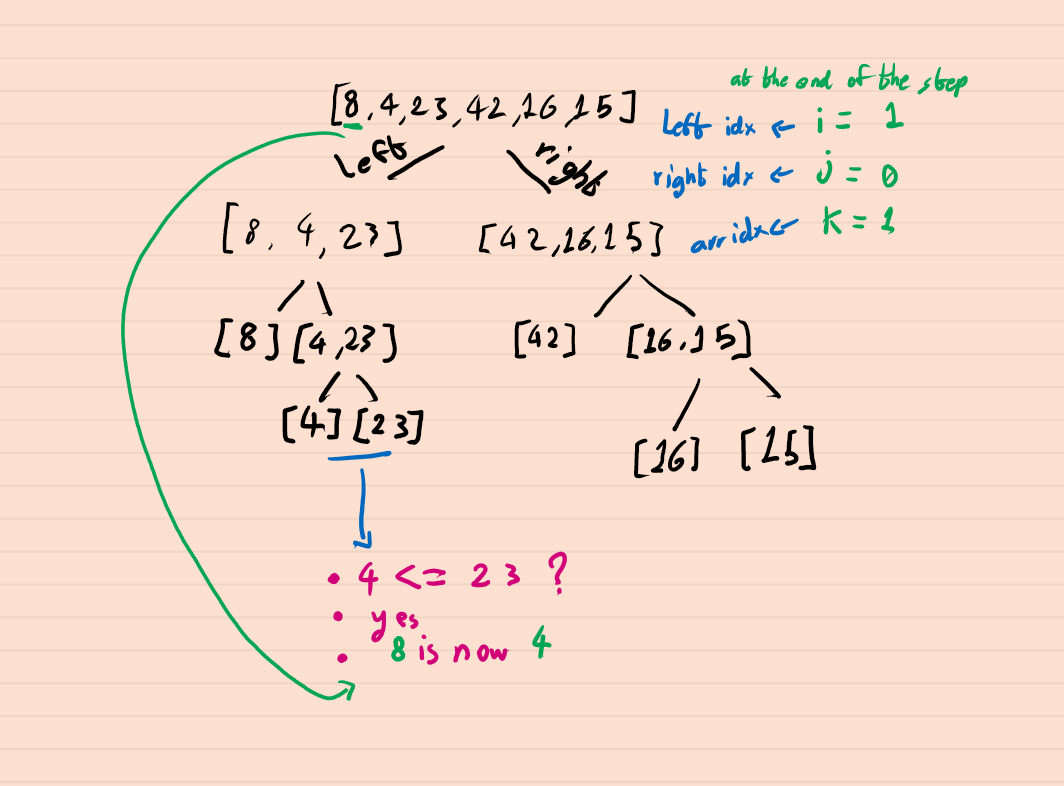 at the end of the step
[8,4,23,42,16,15]
Left idx ← i = 1
left
right
right idx ← j = 0
[8, 4, 23]
[42,16,15]
arr idx ← K = 1
[8] [4,23]
[42]
[16,15]
[4] [23]
[16]
[15]
• 4 <= 23 ?
• yes
• 8 is now 4